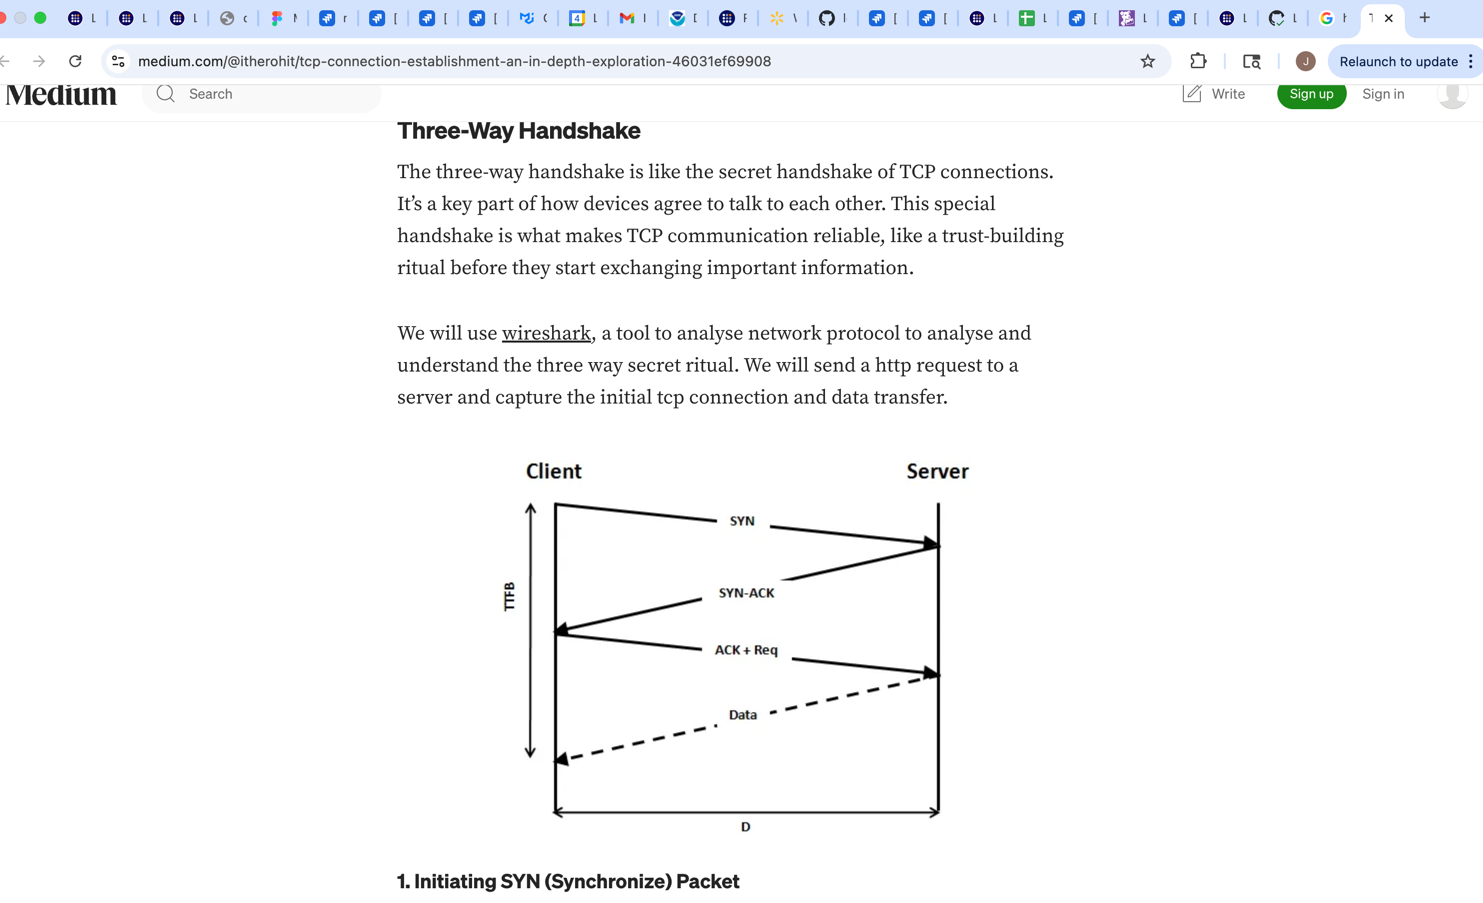 medium.com/@itherohit/tcp-connection-establishment-an-in-depth-exploration-46031ef69908
Relaunch to update
Medium
Search
Write
Sign up
Sign in
Three-Way Handshake
The three-way handshake is like the secret handshake of TCP connections.
It’s a key part of how devices agree to talk to each other. This special
handshake is what makes TCP communication reliable, like a trust-building
ritual before they start exchanging important information.
We will use wireshark, a tool to analyse network protocol to analyse and
understand the three way secret ritual. We will send a http request to a
server and capture the initial tcp connection and data transfer.
Client
Server
SYN
TTFB
SYN-ACK
ACK + Req
Data
D
1. Initiating SYN (Synchronize) Packet